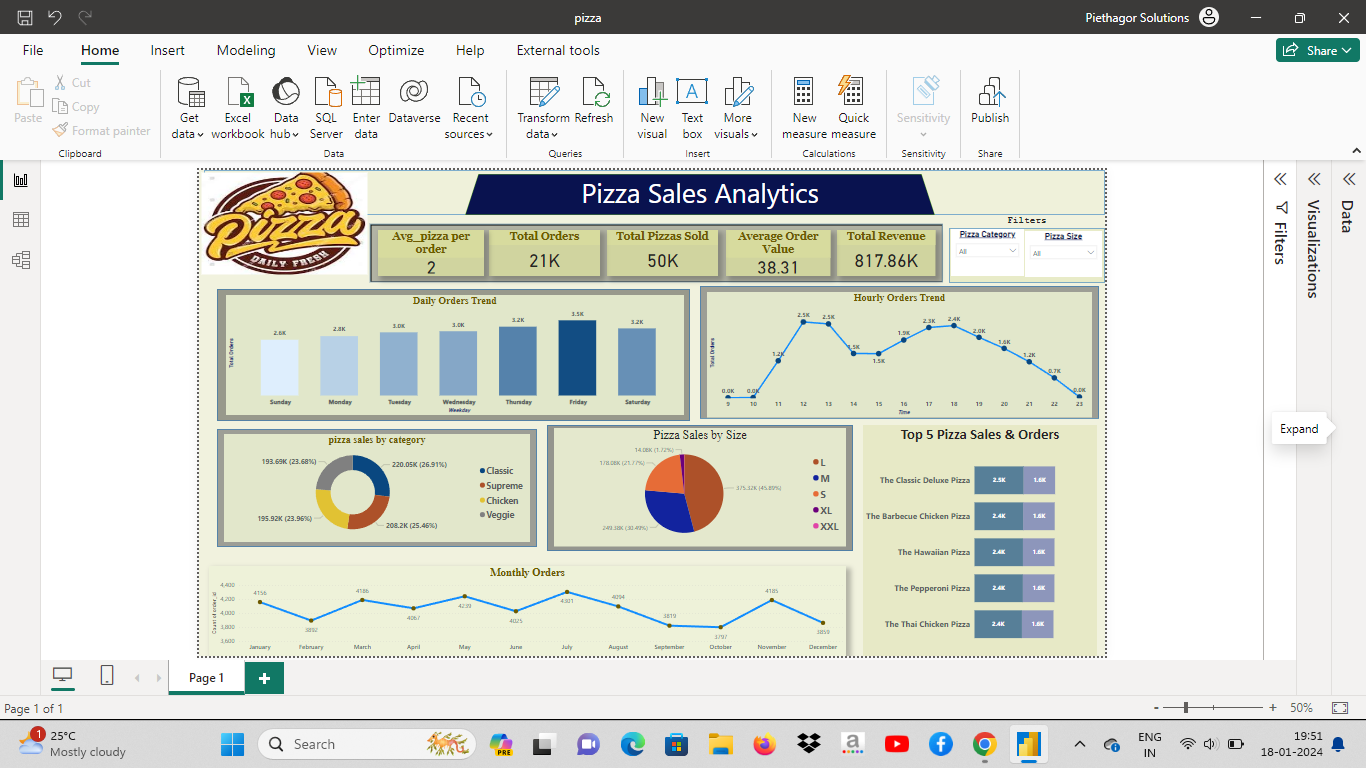 pizza
Piethagor Solutions
File Home Insert Modeling View Optimize Help External tools
Share
Paste
Cut
Copy
Format painter
Clipboard
Get data
Excel workbook
Data hub
SQL Server
Enter data
Dataverse
Recent sources
Data
Transform data
Refresh
Queries
New visual
Text box
More visuals
Insert
New measure
Quick measure
Calculations
Sensitivity
Sensitivity
Publish
Share
Pizza
DAILY FRESH
Pizza Sales Analytics
Avg_pizza per order
2
Total Orders
21K
Total Pizzas Sold
50K
Average Order Value
38.31
Total Revenue
817.86K
Filters
Pizza Category
All
Pizza Size
All
Daily Orders Trend
Total Orders
2.6K 2.8K 3.0K 3.0K 3.2K 3.5K 3.2K
Sunday Monday Tuesday Wednesday Thursday Friday Saturday
Weekday
Hourly Orders Trend
Total Orders
0.0K 0.0K 1.2K 2.5K 2.5K 1.5K 1.5K 1.9K 2.3K 2.4K 2.0K 1.6K 1.2K 0.7K 0.0K
9 10 11 12 13 14 15 16 17 18 19 20 21 22 23
Time
pizza sales by category
193.69K (23.68%)
220.05K (26.91%)
195.92K (23.96%)
208.2K (25.46%)
Classic
Supreme
Chicken
Veggie
Pizza Sales by Size
14.08K (1.72%)
178.08K (21.77%)
375.32K (45.89%)
249.38K (30.49%)
L
M
S
XL
XXL
Top 5 Pizza Sales & Orders
The Classic Deluxe Pizza 2.5K 1.6K
The Barbecue Chicken Pizza 2.4K 1.6K
The Hawaiian Pizza 2.4K 1.6K
The Pepperoni Pizza 2.4K 1.6K
The Thai Chicken Pizza 2.4K 1.6K
Monthly Orders
Count of order_id
4,400
4,200
4,000
3,800
3,600
4156 3892 4186 4067 4239 4025 4301 4094 3819 3797 4185 3859
January February March April May June July August September October November December
Filters
Visualizations
Data
Expand
Page 1
+
Page 1 of 1
- + 50%
1
25°C
Mostly cloudy
Search
PRE
a
ENG
IN
19:51
18-01-2024